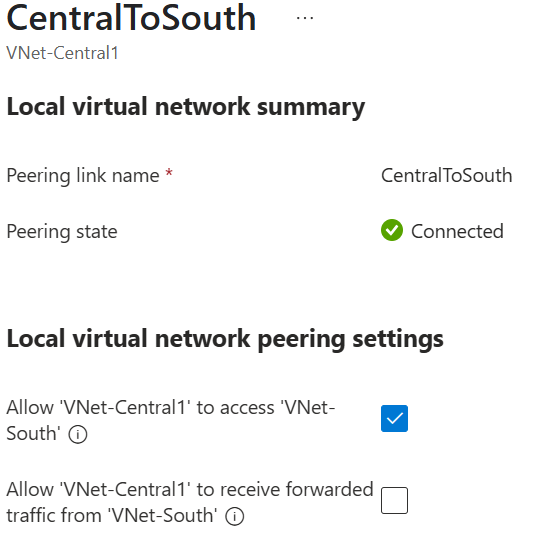 CentralToSouth ...
VNet-Central1
Local virtual network summary
Peering link name * CentralToSouth
Peering state Connected
Local virtual network peering settings
Allow 'VNet-Central1' to access 'VNet-
South'
Allow 'VNet-Central1' to receive forwarded
traffic from 'VNet-South'